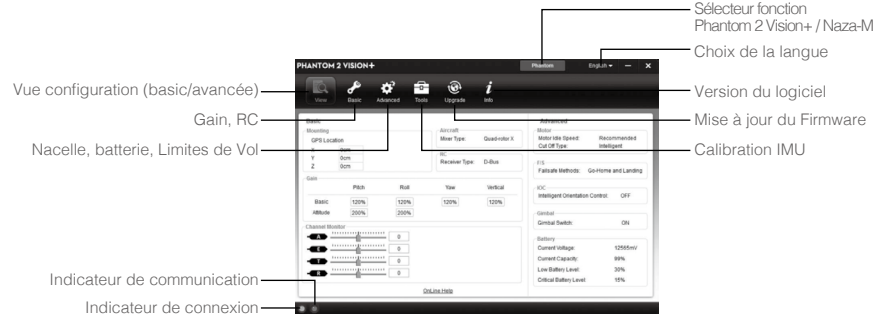 Sélecteur fonction
Phantom 2 Vision+ / Naza-M
Choix de la langue
Vue configuration (basic/avancée)
Version du logiciel
Gain, RC
Mise à jour du Firmware
Nacelle, batterie, Limites de Vol
Calibration IMU
Indicateur de communication
Indicateur de connexion
PHANTOM 2 VISION+
Phantom
English
View
Basic
Advanced
Tools
Upgrade
Info
Basic
Mounting
GPS Location
X 0cm
Y 0cm
Z 0cm
Aircraft
Mixer Type: Quad-rotor X
RC
Receiver Type: D-Bus
Gain
Pitch Roll Yaw Vertical
Basic 120% 120% 120% 120%
Attitude 200% 200%
Channel Monitor
A 0
E 0
T 0
R 0
Advanced
Motor
Motor Idle Speed: Recommended
Cut Off Type: Intelligent
F/S
Failsafe Methods: Go-Home and Landing
IOC
Intelligent Orientation Control: OFF
Gimbal
Gimbal Switch: ON
Battery
Current Voltage: 12565mV
Current Capacity: 99%
Low Battery Level: 30%
Critical Battery Level: 15%
OnLine Help